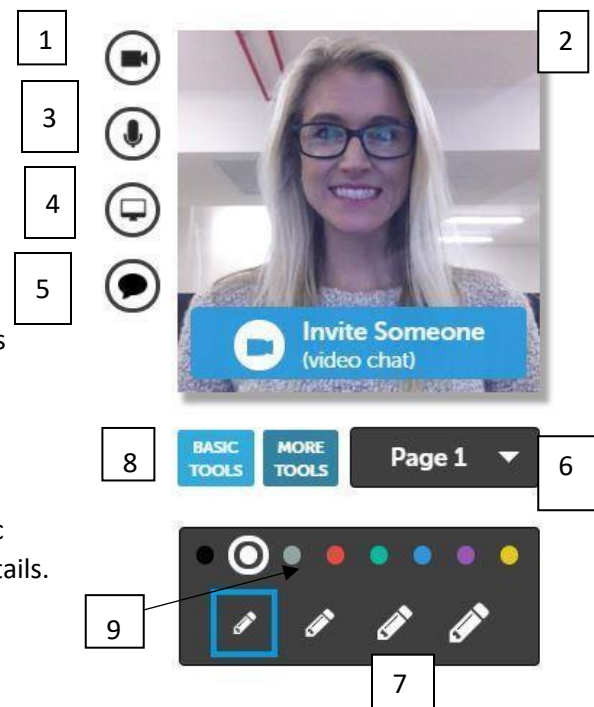 1
2
3
4
5
Invite Someone
(video chat)
s
8
BASIC
TOOLS
MORE
TOOLS
Page 1
6
c
tails.
9
7